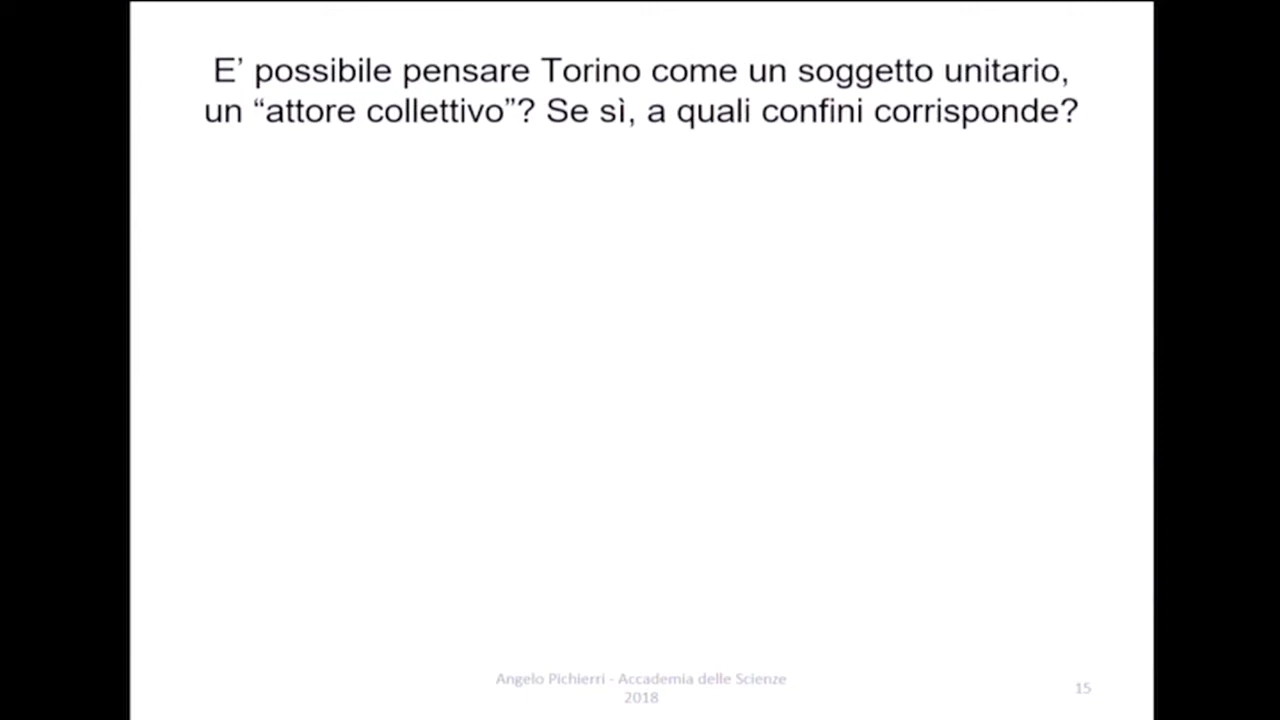 E’ possibile pensare Torino come un soggetto unitario,
un “attore collettivo”? Se sì, a quali confini corrisponde?
Angelo Pichierri - Accademia delle Scienze
2018
15